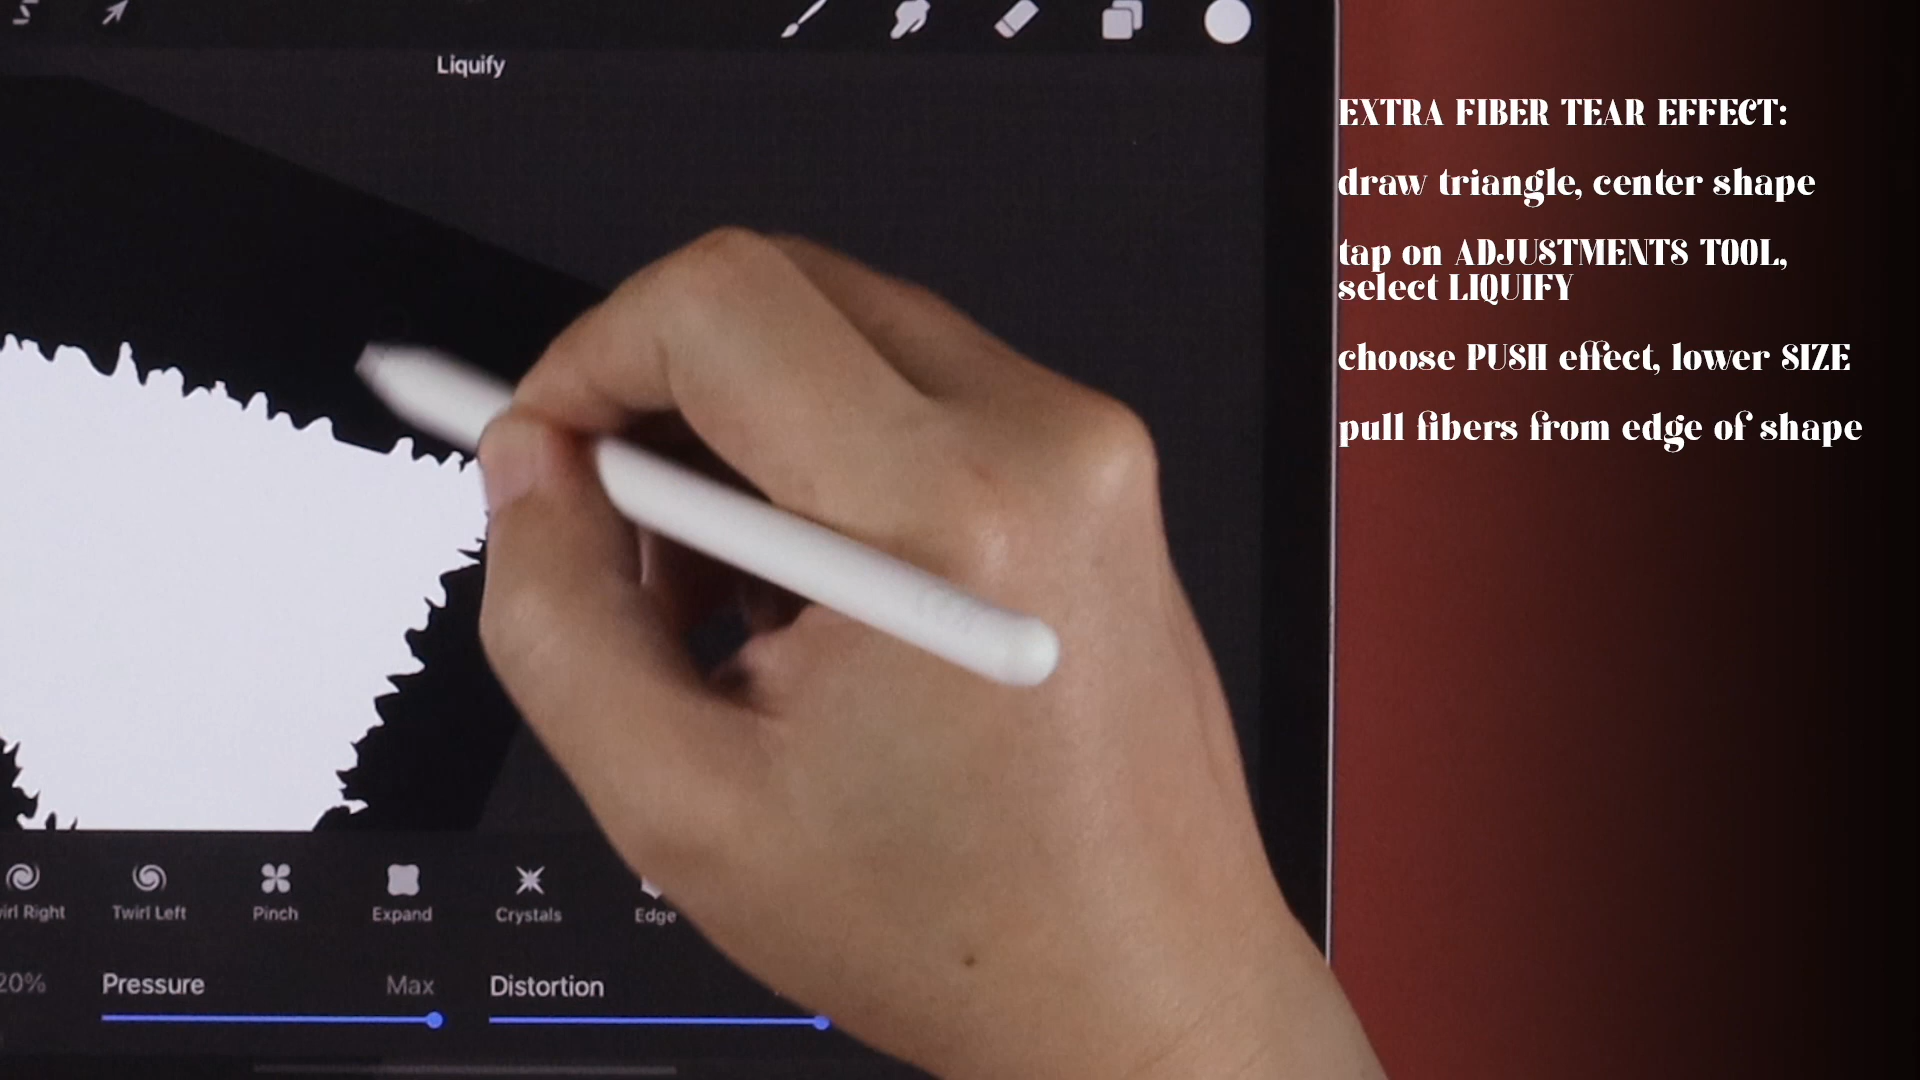 Liquify
EXTRA FIBER TEAR EFFECT:
draw triangle, center shape
tap on ADJUSTMENTS TOOL,
select LIQUIFY
choose PUSH effect, lower SIZE
pull fibers from edge of shape
Right Twirl Left Pinch Expand Crystals Edge
20% Pressure Max Distortion